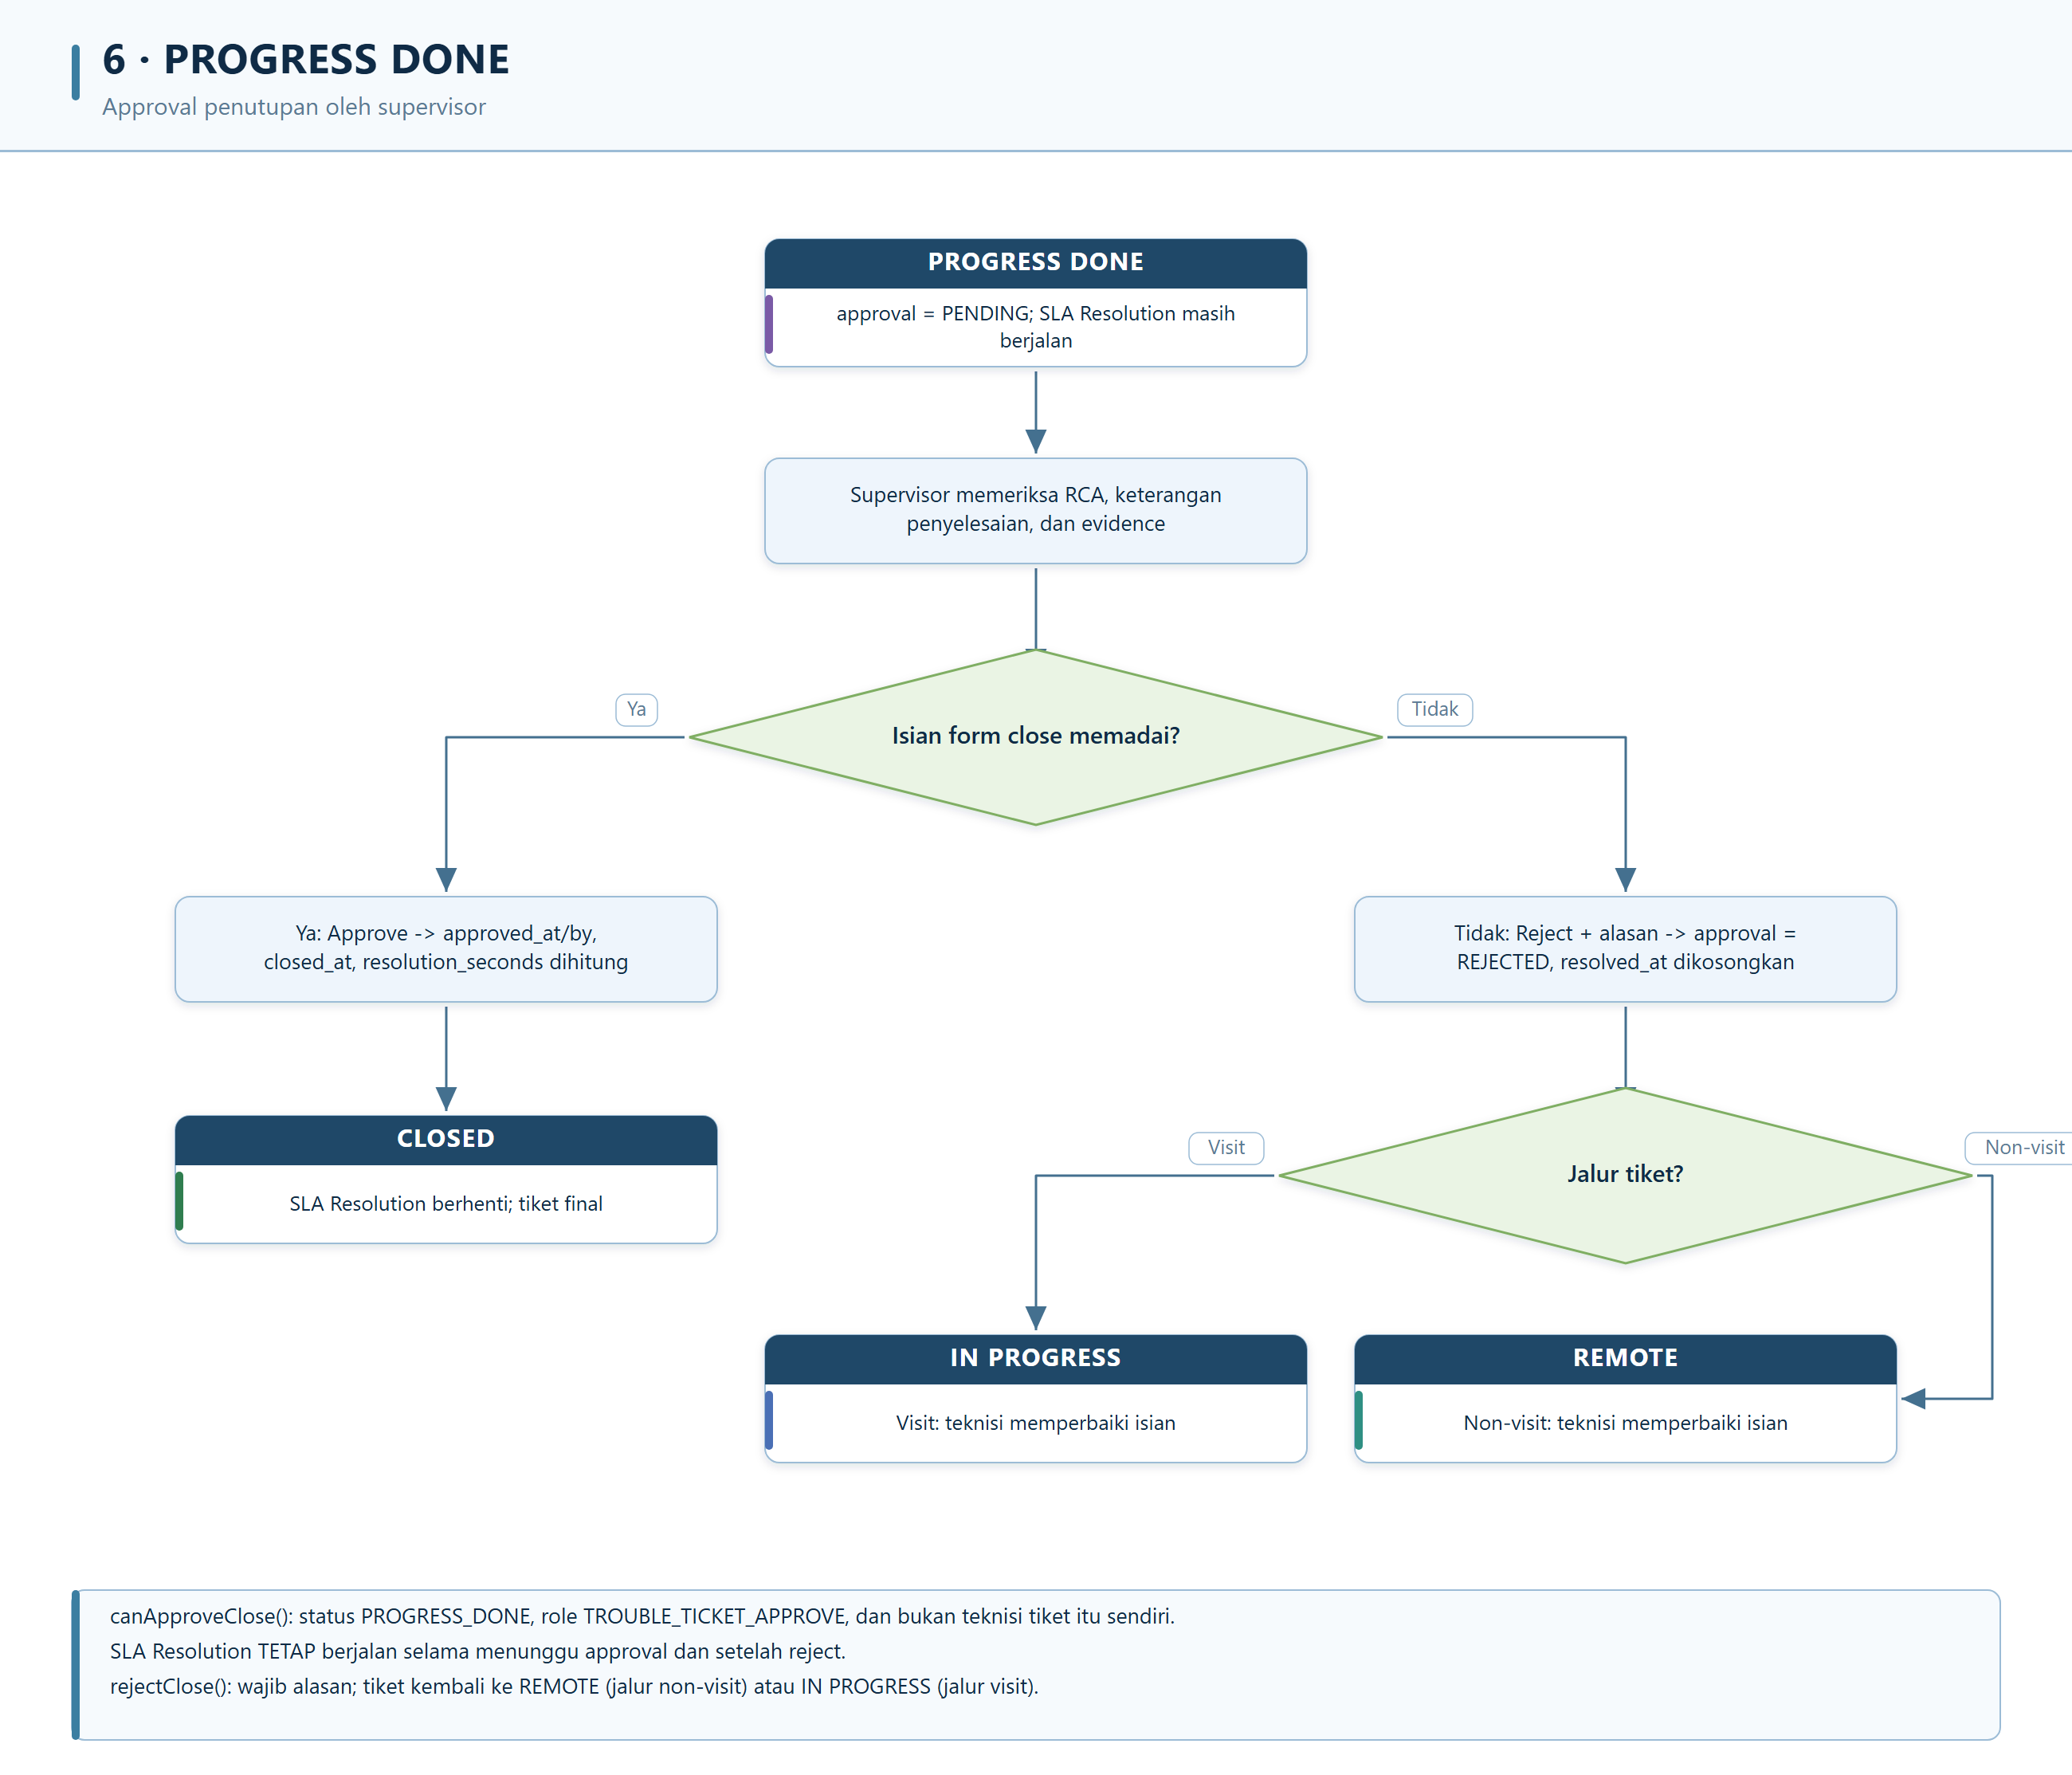 6 · PROGRESS DONE
Approval penutupan oleh supervisor
PROGRESS DONE
approval = PENDING; SLA Resolution masih
berjalan
Supervisor memeriksa RCA, keterangan
penyelesaian, dan evidence
Ya
Isian form close memadai?
Tidak
Ya: Approve -> approved_at/by,
closed_at, resolution_seconds dihitung
Tidak: Reject + alasan -> approval =
REJECTED, resolved_at dikosongkan
CLOSED
SLA Resolution berhenti; tiket final
Visit
Jalur tiket?
Non-visit
IN PROGRESS
Visit: teknisi memperbaiki isian
REMOTE
Non-visit: teknisi memperbaiki isian
canApproveClose(): status PROGRESS_DONE, role TROUBLE_TICKET_APPROVE, dan bukan teknisi tiket itu sendiri.
SLA Resolution TETAP berjalan selama menunggu approval dan setelah reject.
rejectClose(): wajib alasan; tiket kembali ke REMOTE (jalur non-visit) atau IN PROGRESS (jalur visit).